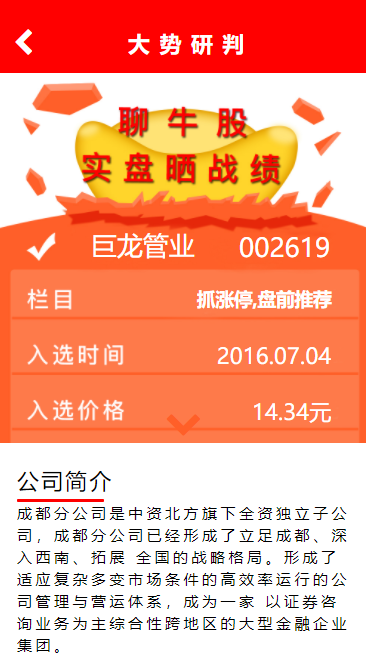 大势研判
聊牛股
实盘晒战绩
巨龙管业 002619
栏目 抓涨停,盘前推荐
入选时间 2016.07.04
入选价格 14.34元
公司简介
成都分公司是中资北方旗下全资独立子公
司，成都分公司已经形成了立足成都、深
入西南、拓展 全国的战略格局。形成了
适应复杂多变市场条件的高效率运行的公
司管理与营运体系，成为一家 以证券咨
询业务为主综合性跨地区的大型金融企业
集团。